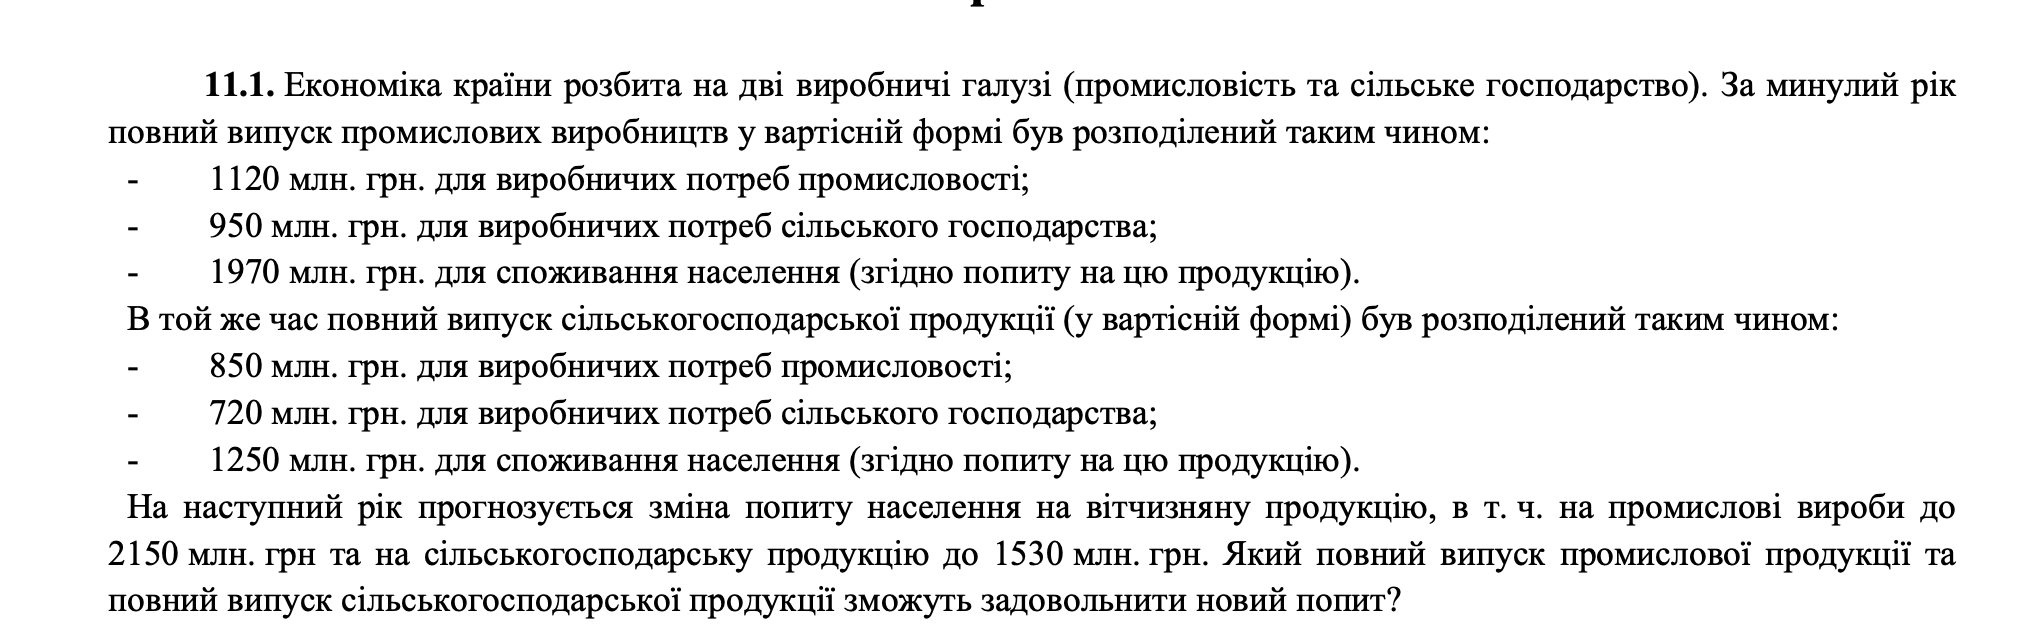 11.1. Економіка країни розбита на дві виробничі галузі (промисловість та сільське господарство). За минулий рік
повний випуск промислових виробництв у вартісній формі був розподілений таким чином:
- 1120 млн. грн. для виробничих потреб промисловості;
- 950 млн. грн. для виробничих потреб сільського господарства;
- 1970 млн. грн. для споживання населення (згідно попиту на цю продукцію).
В той же час повний випуск сільськогосподарської продукції (у вартісній формі) був розподілений таким чином:
- 850 млн. грн. для виробничих потреб промисловості;
- 720 млн. грн. для виробничих потреб сільського господарства;
- 1250 млн. грн. для споживання населення (згідно попиту на цю продукцію).
На наступний рік прогнозується зміна попиту населення на вітчизняну продукцію, в т. ч. на промислові вироби до
2150 млн. грн та на сільськогосподарську продукцію до 1530 млн. грн. Який повний випуск промислової продукції та
повний випуск сільськогосподарської продукції зможуть задовольнити новий попит?